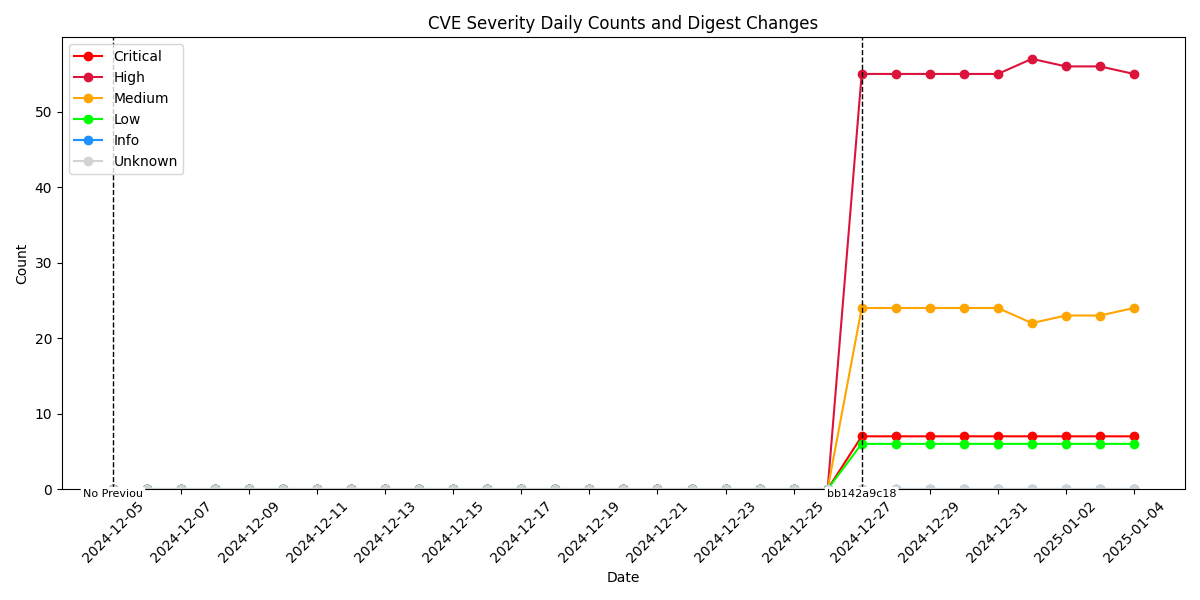 CVE Severity Daily Counts and Digest Changes
Critical
High
Medium
Low
Info
Unknown
Count
50
40
30
20
10
0
No Previou
bb142a9c18
2024-12-05
2024-12-07
2024-12-09
2024-12-11
2024-12-13
2024-12-15
2024-12-17
2024-12-19
2024-12-21
2024-12-23
2024-12-25
2024-12-27
2024-12-29
2024-12-31
2025-01-02
2025-01-04
Date